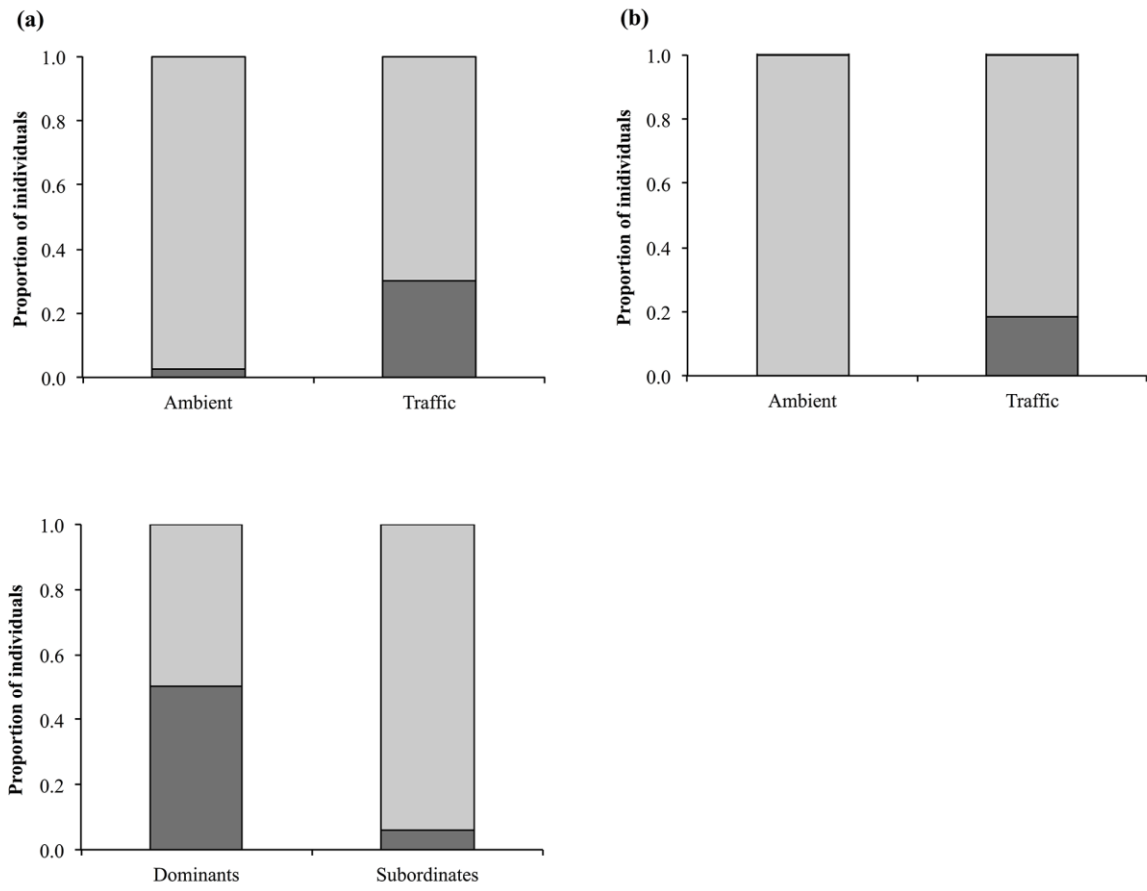 (a)
Proportion of inidividuals
1.0
0.8
0.6
0.4
0.2
0.0
Ambient
Traffic
(b)
Proportion of inidividuals
1.0
0.8
0.6
0.4
0.2
0.0
Ambient
Traffic
Proportion of individuals
1.0
0.8
0.6
0.4
0.2
0.0
Dominants
Subordinates